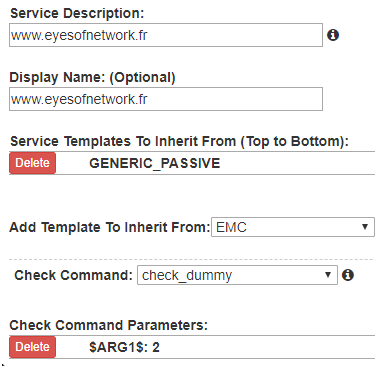 Service Description:
www.eyesofnetwork.fr
Display Name: (Optional)
www.eyesofnetwork.fr
Service Templates To Inherit From (Top to Bottom):
Delete GENERIC_PASSIVE
Add Template To Inherit From: EMC
Check Command: check_dummy
Check Command Parameters:
Delete $ARG1$: 2